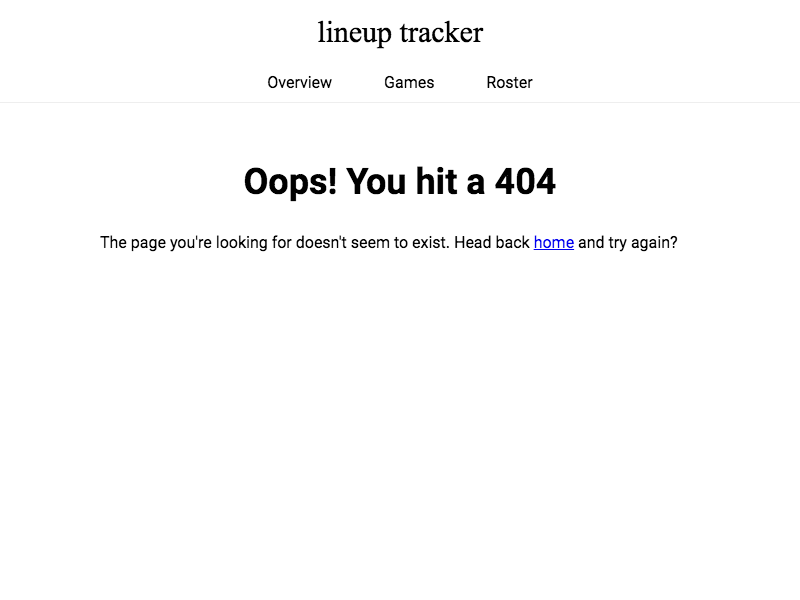 lineup tracker
Overview Games Roster
Oops! You hit a 404
The page you're looking for doesn't seem to exist. Head back home and try again?